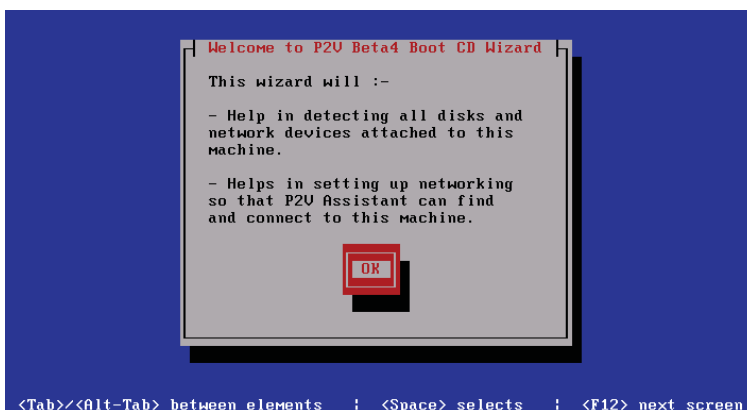 Welcome to P2V Beta4 Boot CD Wizard
This wizard will :-
- Help in detecting all disks and
network devices attached to this
machine.
- Helps in setting up networking
so that P2V Assistant can find
and connect to this machine.
OK
<Tab>/<Alt-Tab> between elements ¦ <Space> selects ¦ <F12> next screen